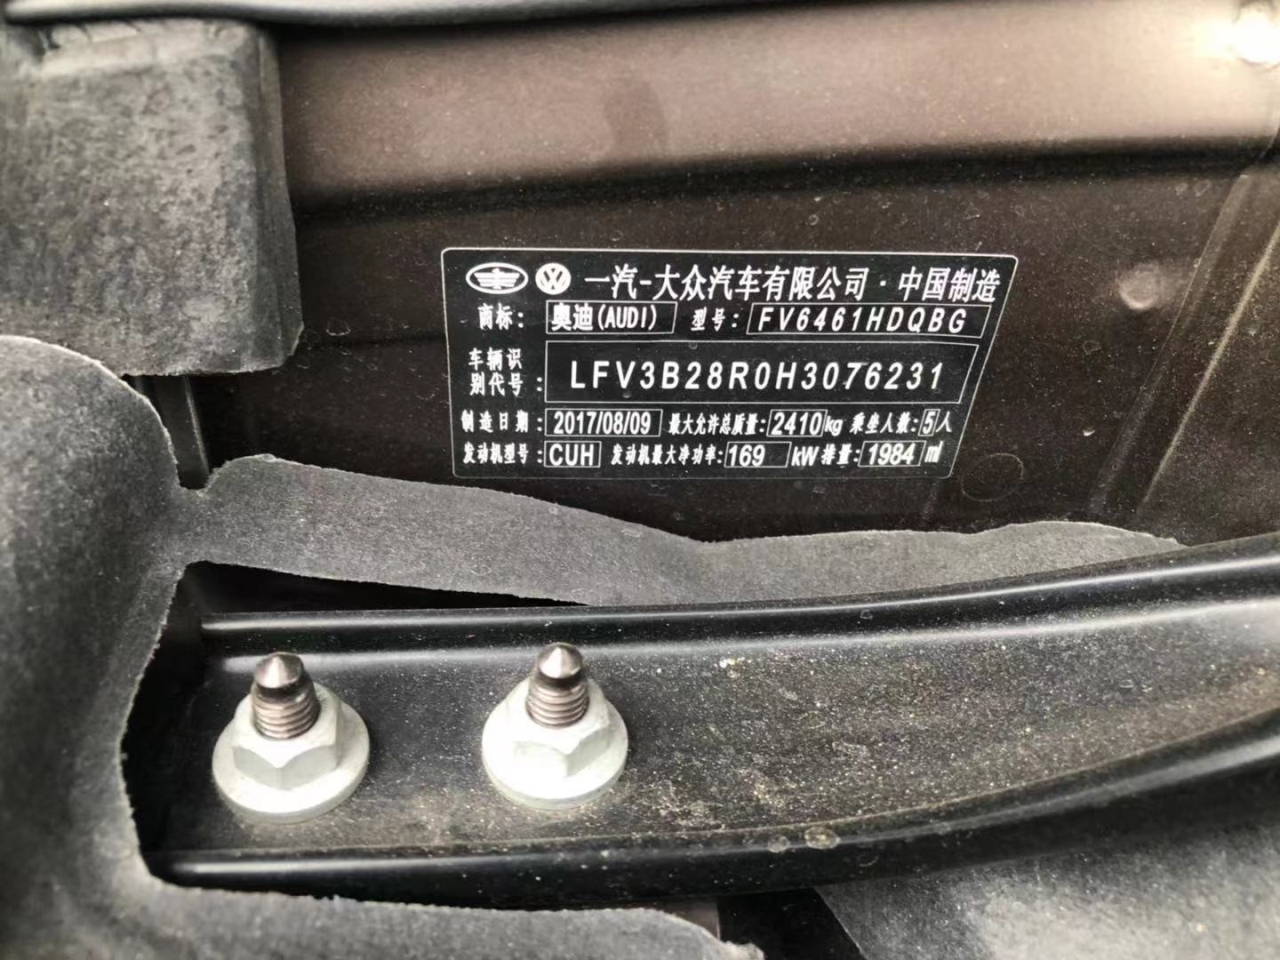 一汽-大众汽车有限公司·中国制造
商标: 奥迪(AUDI) 型号: FV6461HDQBG
车辆识别代号: LFV3B28R0H3076231
制造日期: 2017/08/09 最大允许总质量: 2410kg 乘坐人数: 5人
发动机型号: CUH 发动机最大净功率: 169 kW 排量: 1984 ml